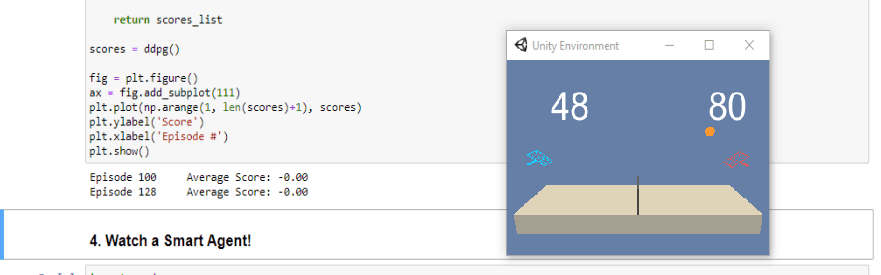 return scores_list
scores = ddpg()
fig = plt.figure()
ax = fig.add_subplot(111)
plt.plot(np.arange(1, len(scores)+1), scores)
plt.ylabel('Score')
plt.xlabel('Episode #')
plt.show()
Episode 100     Average Score: -0.00
Episode 128     Average Score: -0.00
4. Watch a Smart Agent!
Unity Environment
48 80